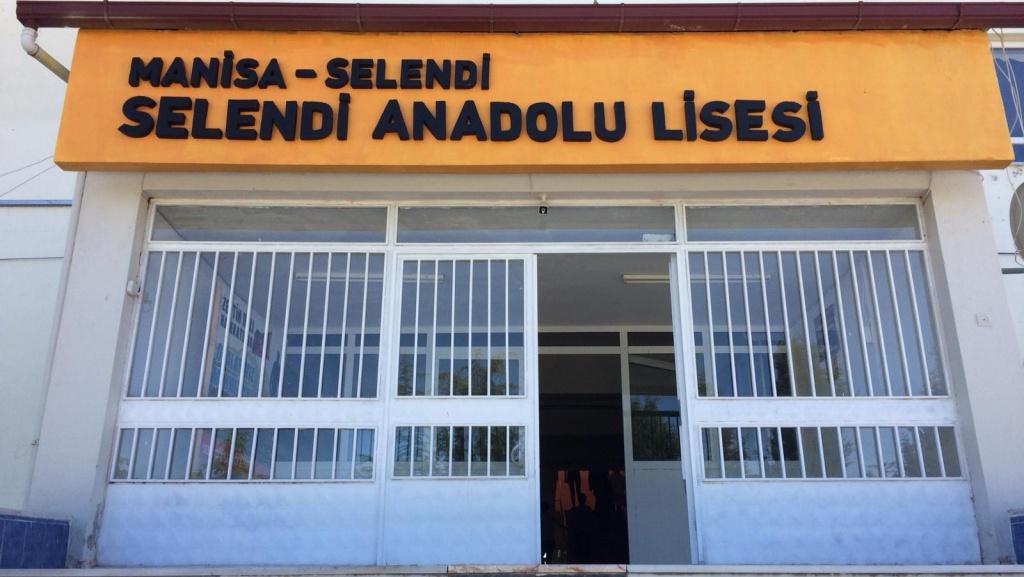 MANİSA – SELENDİ
SELENDİ ANADOLU LİSESİ